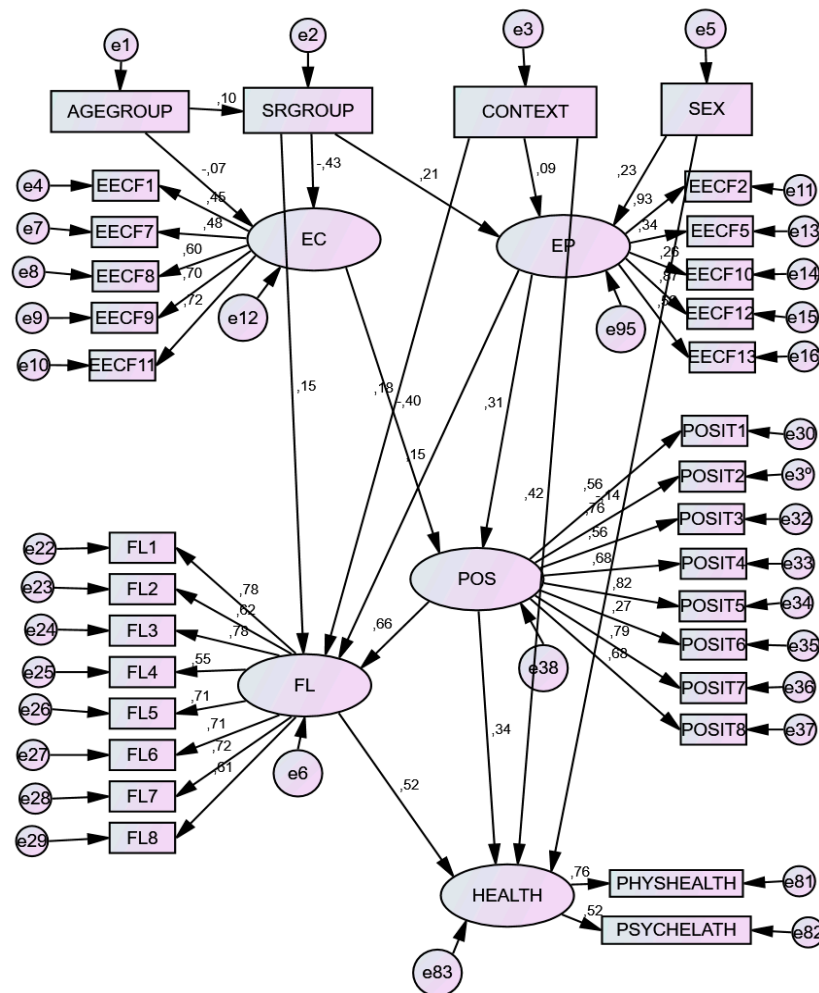 e1
e2
e3
e5
AGEGROUP
,10
SRGROUP
CONTEXT
SEX
-,07
-,43
,21
,09
,23
e4
EECF1
,45
,93
EECF2
e11
e7
EECF7
,48
EC
EP
,34
EECF5
e13
e8
EECF8
,60
,26
EECF10
e14
e9
EECF9
,70
,87
EECF12
e15
e10
EECF11
,72
e12
e95
EECF13
e16
,15
,18
-,40
,31
,15
,42
,56
-,14
POSIT1
e30
,76
POSIT2
e3º
,56
POSIT3
e32
,68
POSIT4
e33
POS
,82
POSIT5
e34
,27
POSIT6
e35
,79
POSIT7
e36
,68
POSIT8
e37
e38
e22
FL1
,78
e23
FL2
,62
e24
FL3
,78
,66
e25
FL4
,55
FL
e26
FL5
,71
e27
FL6
,71
e28
FL7
,72
e29
FL8
,61
e6
,34
,52
HEALTH
,76
PHYSHEALTH
e81
,52
PSYCHELATH
e82
e83